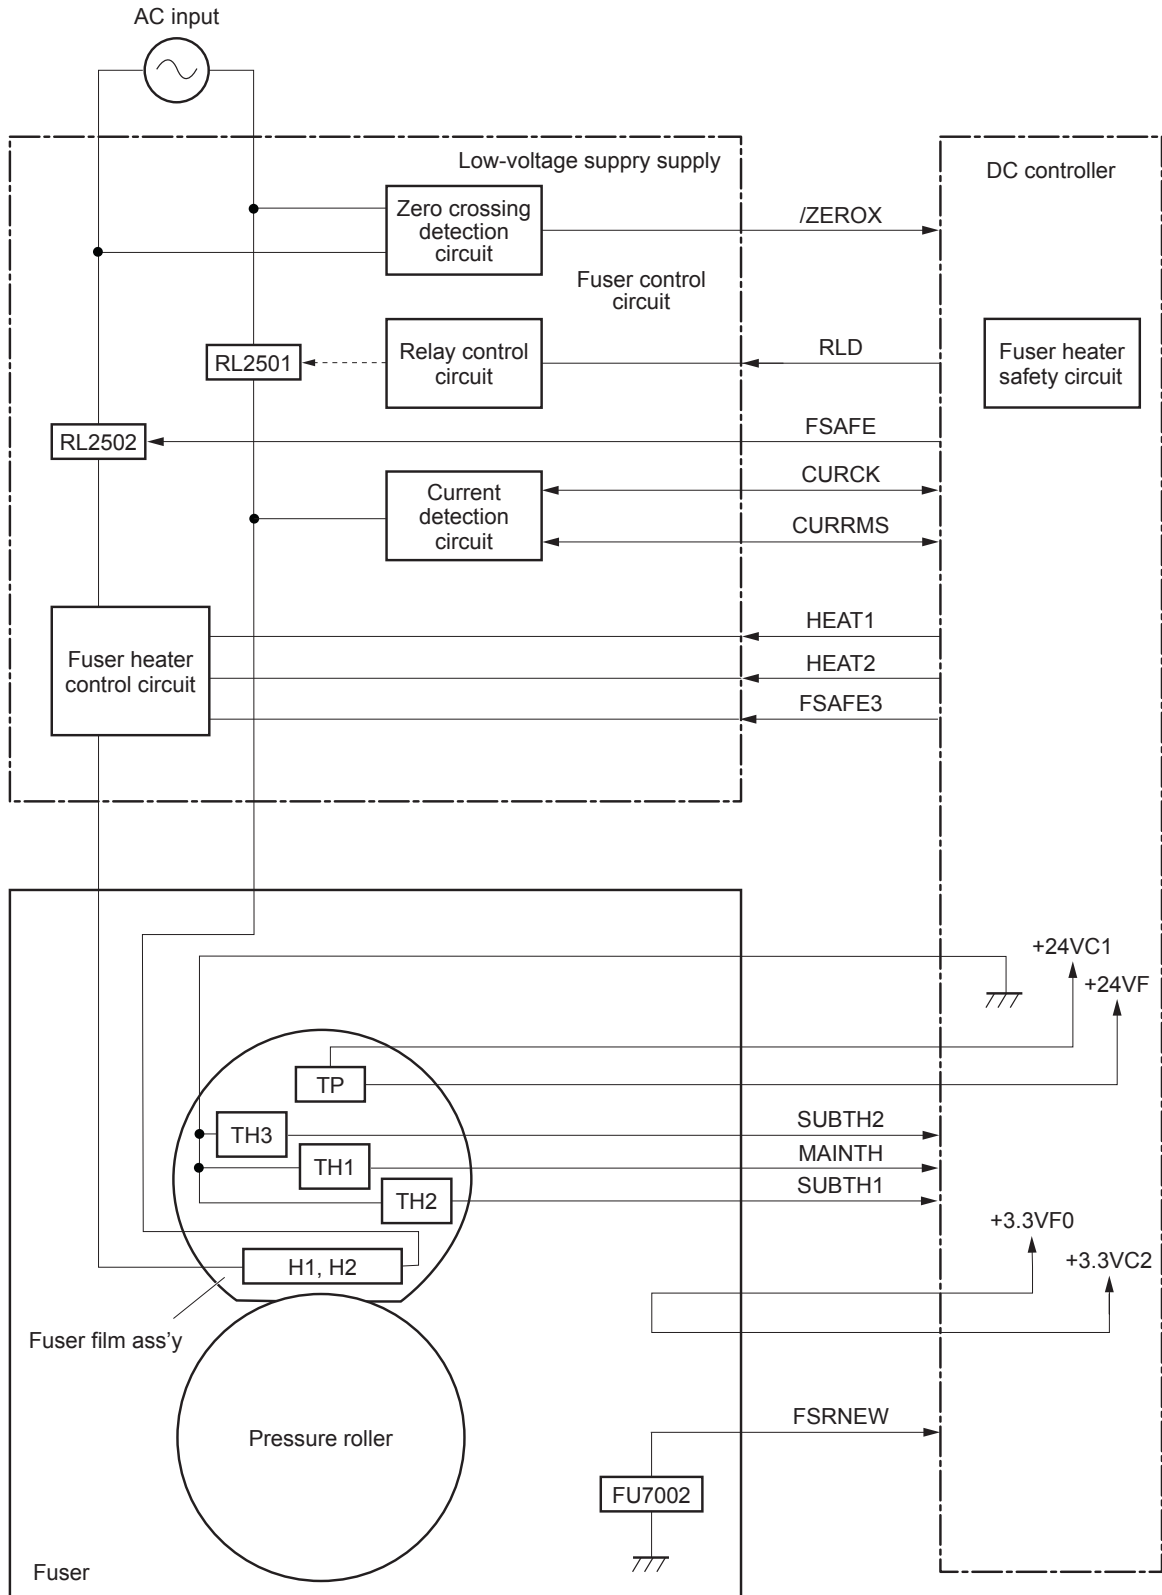 AC input
Low-voltage suppry supply
DC controller
Zero crossing
detection
circuit
/ZEROX
Fuser control
circuit
RL2501
Relay control
circuit
RLD
Fuser heater
safety circuit
RL2502
FSAFE
Current
detection
circuit
CURCK
CURRMS
Fuser heater
control circuit
HEAT1
HEAT2
FSAFE3
+24VC1
+24VF
TP
TH3
SUBTH2
TH1
MAINTH
TH2
SUBTH1
+3.3VF0
+3.3VC2
H1, H2
Fuser film ass’y
Pressure roller
FSRNEW
FU7002
Fuser